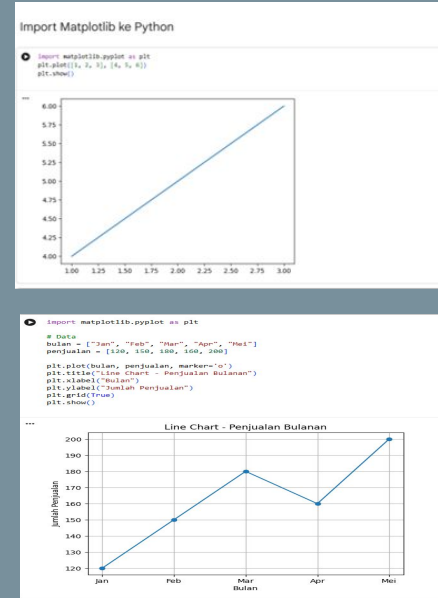 Import Matplotlib ke Python
import matplotlib.pyplot as plt
plt.plot([1, 2, 3], [4, 5, 6])
plt.show()
...
6.00
5.75
5.50
5.25
5.00
4.75
4.50
4.25
4.00
1.00 1.25 1.50 1.75 2.00 2.25 2.50 2.75 3.00
import matplotlib.pyplot as plt
# Data
bulan = ["Jan", "Feb", "Mar", "Apr", "Mei"]
penjualan = [120, 150, 180, 160, 200]
plt.plot(bulan, penjualan, marker='o')
plt.title("Line Chart - Penjualan Bulanan")
plt.xlabel("Bulan")
plt.ylabel("Jumlah Penjualan")
plt.grid(True)
plt.show()
...
Line Chart - Penjualan Bulanan
200
190
180
170
160
150
140
130
120
Jumlah Penjualan
Jan Feb Mar Apr Mei
Bulan